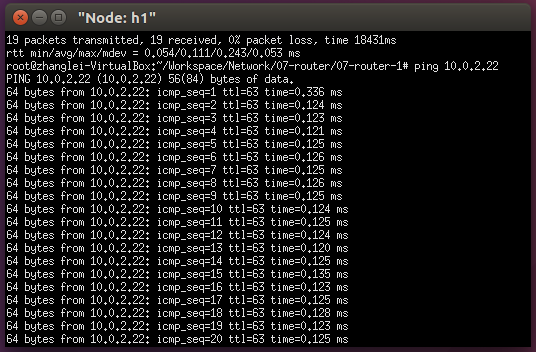 "Node: h1"
19 packets transmitted, 19 received, 0% packet loss, time 18431ms
rtt min/avg/max/mdev = 0.054/0.111/0.243/0.053 ms
root@zhanglei-VirtualBox:~/Workspace/Network/07-router/07-router-1# ping 10.0.2.22
PING 10.0.2.22 (10.0.2.22) 56(84) bytes of data.
64 bytes from 10.0.2.22: icmp_seq=1 ttl=63 time=0.336 ms
64 bytes from 10.0.2.22: icmp_seq=2 ttl=63 time=0.124 ms
64 bytes from 10.0.2.22: icmp_seq=3 ttl=63 time=0.123 ms
64 bytes from 10.0.2.22: icmp_seq=4 ttl=63 time=0.121 ms
64 bytes from 10.0.2.22: icmp_seq=5 ttl=63 time=0.125 ms
64 bytes from 10.0.2.22: icmp_seq=6 ttl=63 time=0.126 ms
64 bytes from 10.0.2.22: icmp_seq=7 ttl=63 time=0.125 ms
64 bytes from 10.0.2.22: icmp_seq=8 ttl=63 time=0.126 ms
64 bytes from 10.0.2.22: icmp_seq=9 ttl=63 time=0.125 ms
64 bytes from 10.0.2.22: icmp_seq=10 ttl=63 time=0.124 ms
64 bytes from 10.0.2.22: icmp_seq=11 ttl=63 time=0.125 ms
64 bytes from 10.0.2.22: icmp_seq=12 ttl=63 time=0.124 ms
64 bytes from 10.0.2.22: icmp_seq=13 ttl=63 time=0.120 ms
64 bytes from 10.0.2.22: icmp_seq=14 ttl=63 time=0.125 ms
64 bytes from 10.0.2.22: icmp_seq=15 ttl=63 time=0.135 ms
64 bytes from 10.0.2.22: icmp_seq=16 ttl=63 time=0.123 ms
64 bytes from 10.0.2.22: icmp_seq=17 ttl=63 time=0.125 ms
64 bytes from 10.0.2.22: icmp_seq=18 ttl=63 time=0.128 ms
64 bytes from 10.0.2.22: icmp_seq=19 ttl=63 time=0.123 ms
64 bytes from 10.0.2.22: icmp_seq=20 ttl=63 time=0.125 ms